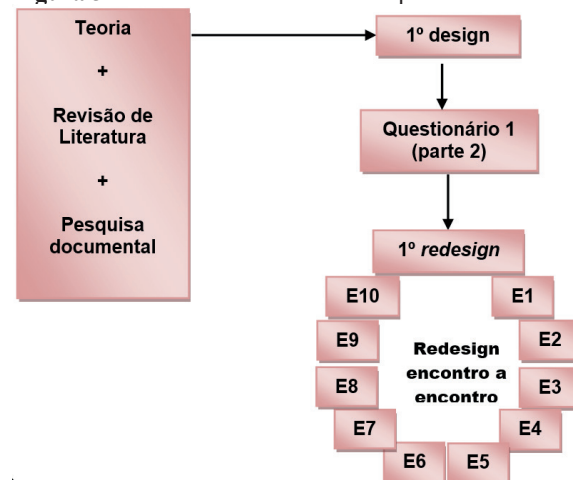 Teoria
+
Revisão de
Literatura
+
Pesquisa
documental
1º design
Questionário 1
(parte 2)
1º redesign
E10
E1
E9
E2
E8
E3
E7
E4
E6
E5
Redesign
encontro a
encontro